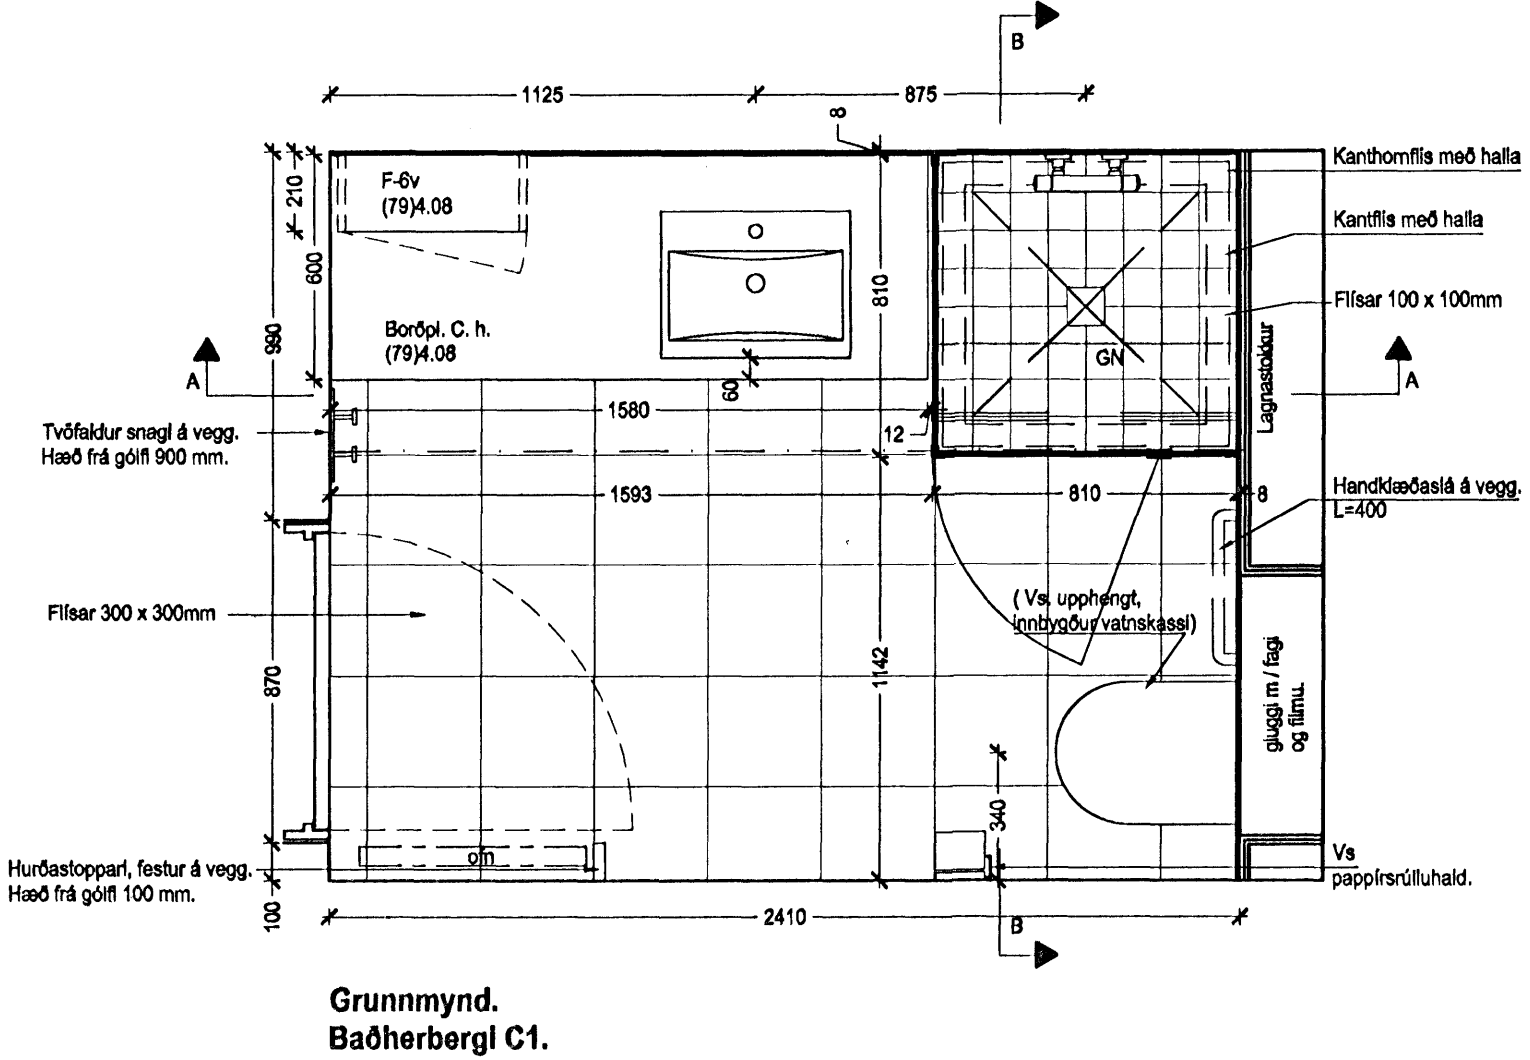 B
1125
875
8
Kanthornflís með halla
F-6v
(79)4.08
210
Kantflís með halla
600
810
Flísar 100 x 100mm
990
Borðpl. C. h.
(79)4.08
GN
Lagnastokkur
A
A
60
1580
12
Tvöfaldur snagi á vegg.
Hæð frá gólfi 900 mm.
1593
810
8
Handklæðaslá á vegg.
L=400
Flísar 300 x 300mm
( Vs. upphengt,
innbygður vatnskassi)
870
1142
gluggi m / fagi
og filmu.
340
ofn
Hurðastoppari, festur á vegg.
Hæð frá gólfi 100 mm.
Vs
pappírsrúlluhald.
100
2410
B
Grunnmynd.
Baðherbergi C1.